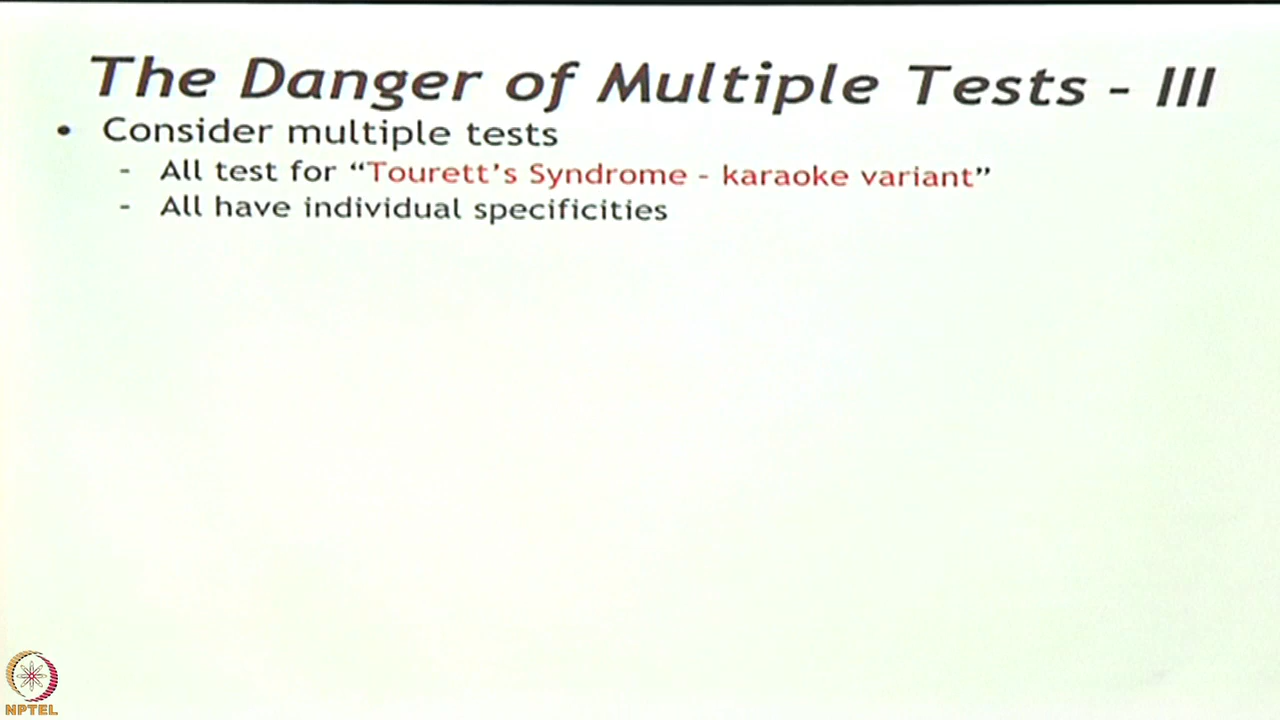 The Danger of Multiple Tests - III
• Consider multiple tests
- All test for “Tourett’s Syndrome - karaoke variant”
- All have individual specificities
NPTEL